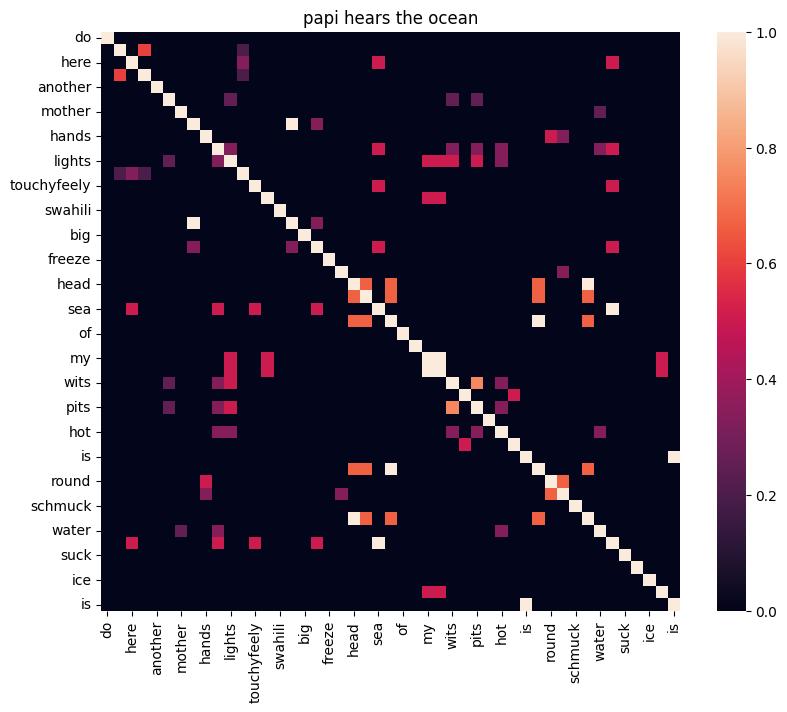 papi hears the ocean
do
here
another
mother
hands
lights
touchyfeely
swahili
big
freeze
head
sea
of
my
wits
pits
hot
is
round
schmuck
water
suck
ice
is
do
here
another
mother
hands
lights
touchyfeely
swahili
big
freeze
head
sea
of
my
wits
pits
hot
is
round
schmuck
water
suck
ice
is
1.0
0.8
0.6
0.4
0.2
0.0